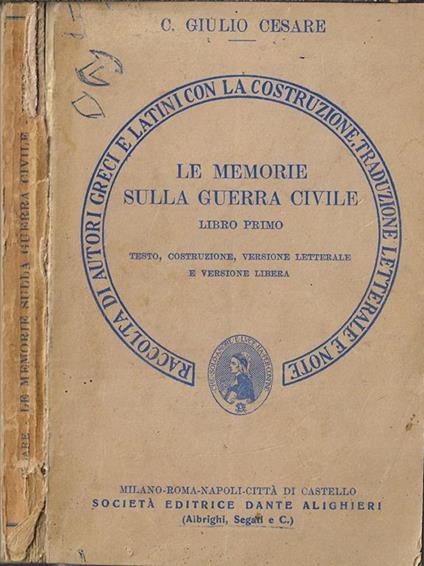 C. GIULIO CESARE
RACCOLTA DI AUTORI GRECI E LATINI CON LA COSTRUZIONE, TRADUZIONE LETTERALE E NOTE
LE MEMORIE
SULLA GUERRA CIVILE
LIBRO PRIMO
TESTO, COSTRUZIONE, VERSIONE LETTERALE
E VERSIONE LIBERA
MILANO-ROMA-NAPOLI-CITTÀ DI CASTELLO
SOCIETÀ EDITRICE DANTE ALIGHIERI
(Albrighi, Segati e C.)
LE MEMORIE SULLA GUERRA CIVILE